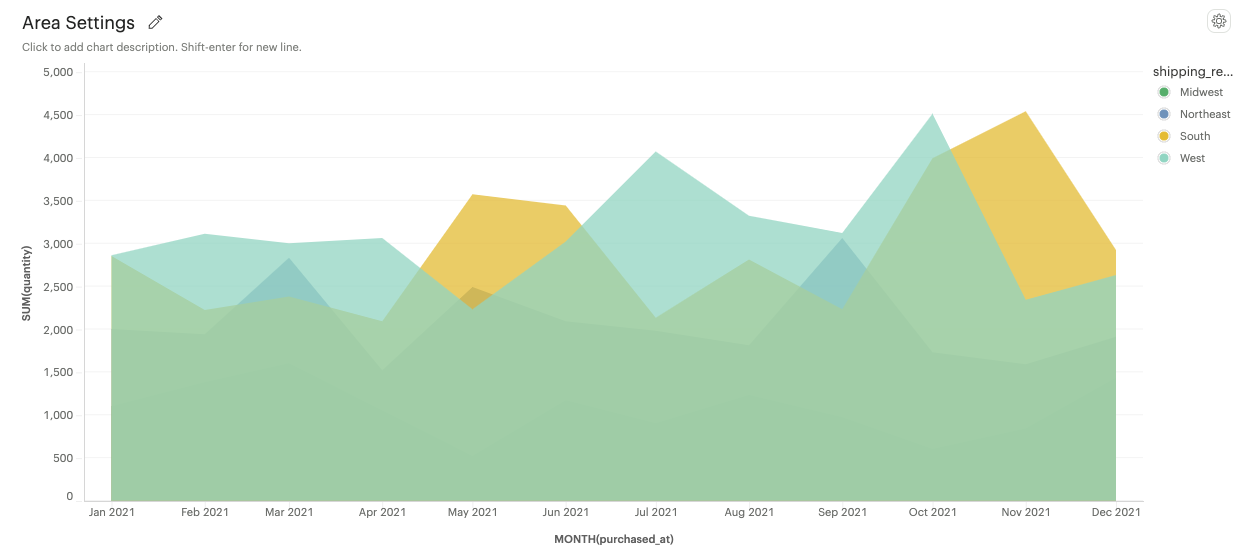 Area Settings
Click to add chart description. Shift-enter for new line.
5,000
4,500
4,000
3,500
3,000
2,500
2,000
1,500
1,000
500
0
SUM(quantity)
Jan 2021
Feb 2021
Mar 2021
Apr 2021
May 2021
Jun 2021
Jul 2021
Aug 2021
Sep 2021
Oct 2021
Nov 2021
Dec 2021
MONTH(purchased_at)
shipping_re...
Midwest
Northeast
South
West